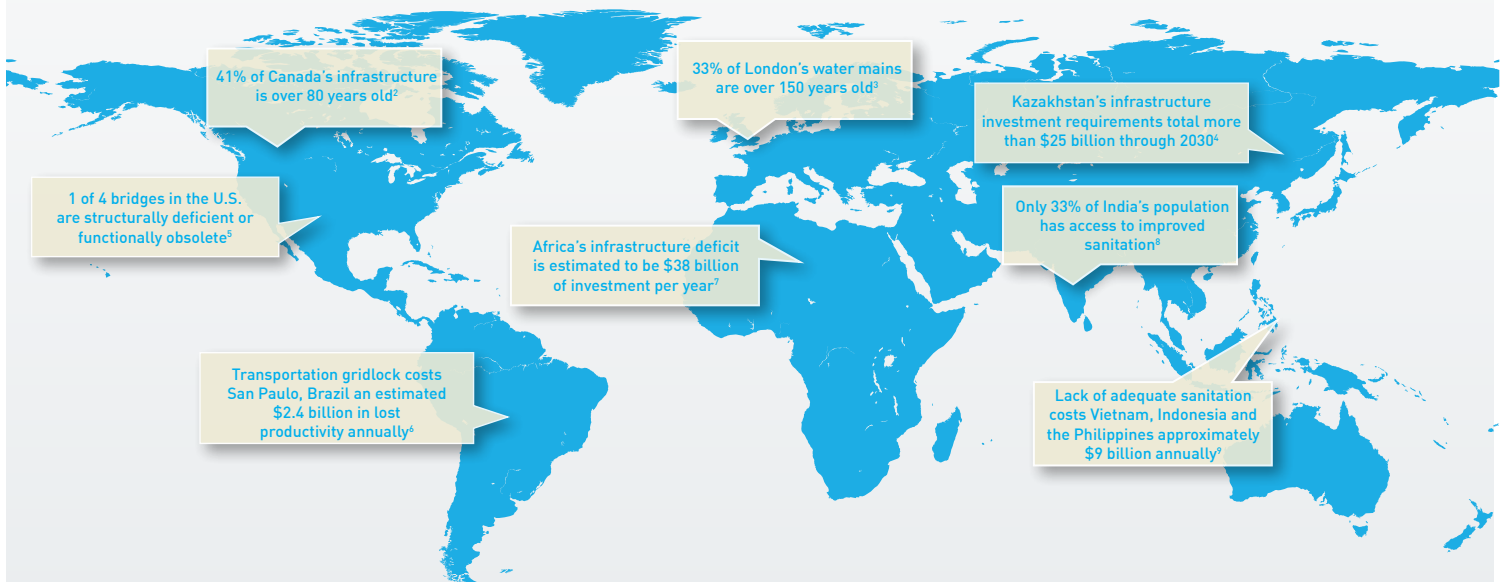 41% of Canada's infrastructure
is over 80 years old²
33% of London's water mains
are over 150 years old³
Kazakhstan's infrastructure
investment requirements total more
than $25 billion through 2030⁴
1 of 4 bridges in the U.S.
are structurally deficient or
functionally obsolete⁵
Only 33% of India's population
has access to improved
sanitation⁸
Africa's infrastructure deficit
is estimated to be $38 billion
of investment per year⁷
Transportation gridlock costs
San Paulo, Brazil an estimated
$2.4 billion in lost
productivity annually⁶
Lack of adequate sanitation
costs Vietnam, Indonesia and
the Philippines approximately
$9 billion annually⁹